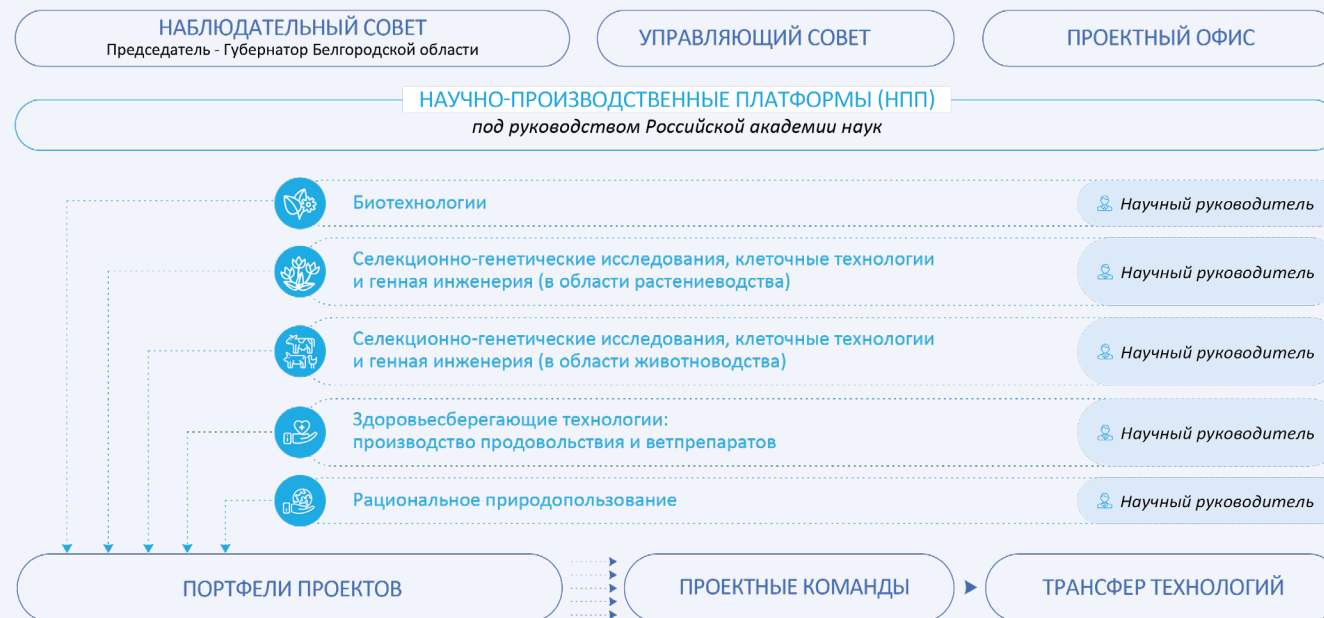 НАБЛЮДАТЕЛЬНЫЙ СОВЕТ
Председатель - Губернатор Белгородской области
УПРАВЛЯЮЩИЙ СОВЕТ
ПРОЕКТНЫЙ ОФИС
НАУЧНО-ПРОИЗВОДСТВЕННЫЕ ПЛАТФОРМЫ (НПП)
под руководством Российской академии наук
Биотехнологии
Научный руководитель
Селекционно-генетические исследования, клеточные технологии
и генная инженерия (в области растениеводства)
Научный руководитель
Селекционно-генетические исследования, клеточные технологии
и генная инженерия (в области животноводства)
Научный руководитель
Здоровьесберегающие технологии:
производство продовольствия и ветпрепаратов
Научный руководитель
Рациональное природопользование
Научный руководитель
ПОРТФЕЛИ ПРОЕКТОВ
ПРОЕКТНЫЕ КОМАНДЫ
ТРАНСФЕР ТЕХНОЛОГИЙ